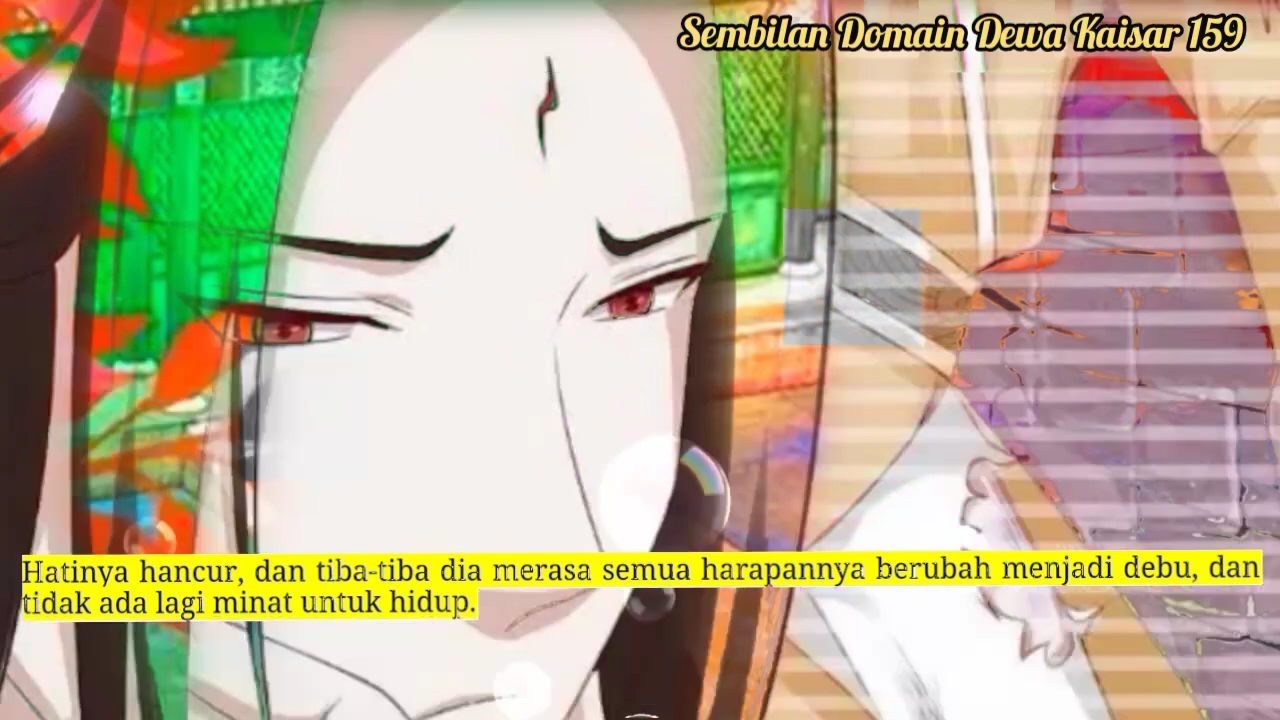 Sembilan Domain Dewa Kaisar 159
Hatinya hancur, dan tiba-tiba dia merasa semua harapannya berubah menjadi debu, dan
tidak ada lagi minat untuk hidup.